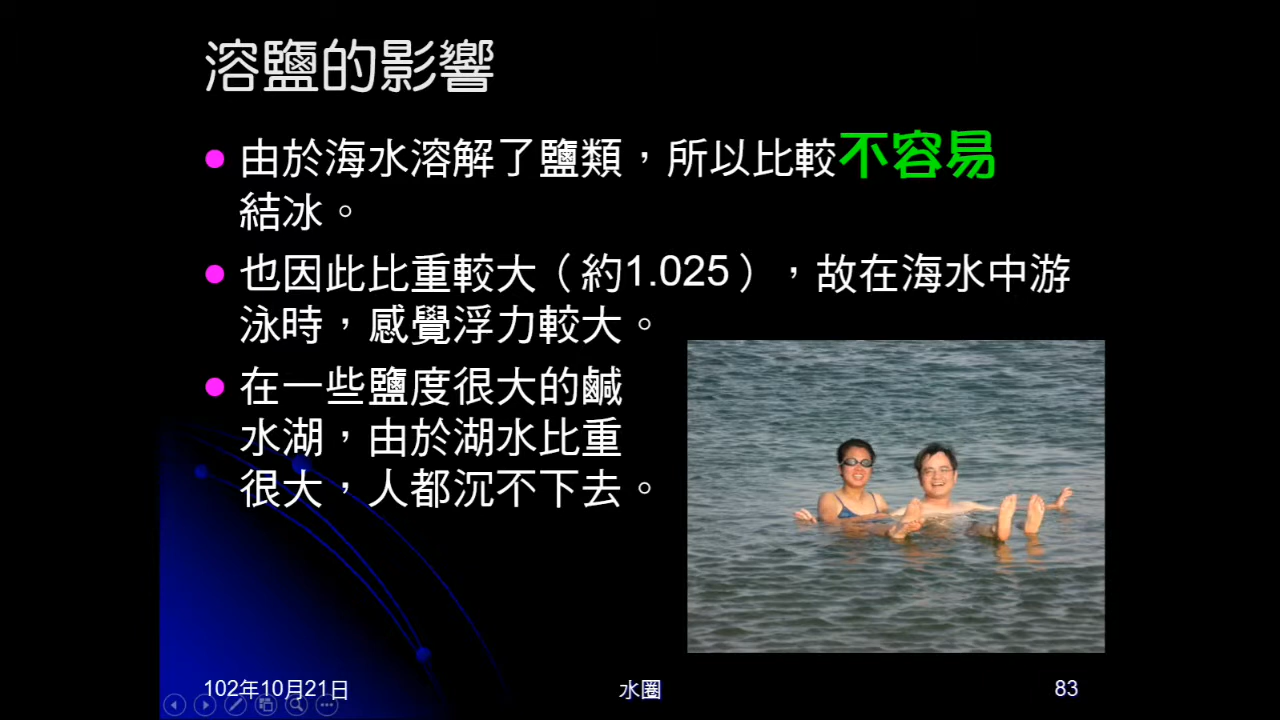 溶鹽的影響
由於海水溶解了鹽類，所以比較不容易
結冰。
也因此比重較大（約1.025），故在海水中游
泳時，感覺浮力較大。
在一些鹽度很大的鹹
水湖，由於湖水比重
很大，人都沉不下去。
102年10月21日
水圈
83